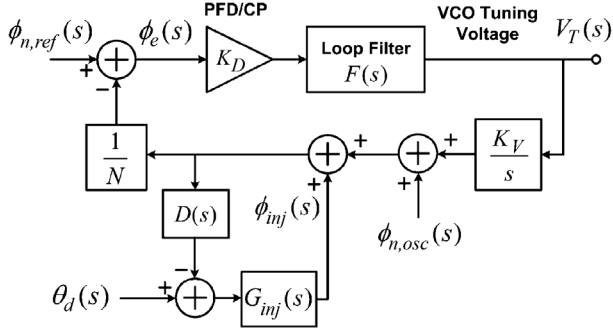 PFD/CP
VCO Tuning
Voltage
ϕn,ref(s)
ϕe(s)
KD
Loop Filter
F(s)
VT(s)
+
+
−
1
N
+
+
+
+
+
+
KV
s
D(s)
ϕinj(s)
ϕn,osc(s)
−
θd(s)
+
+
Ginj(s)